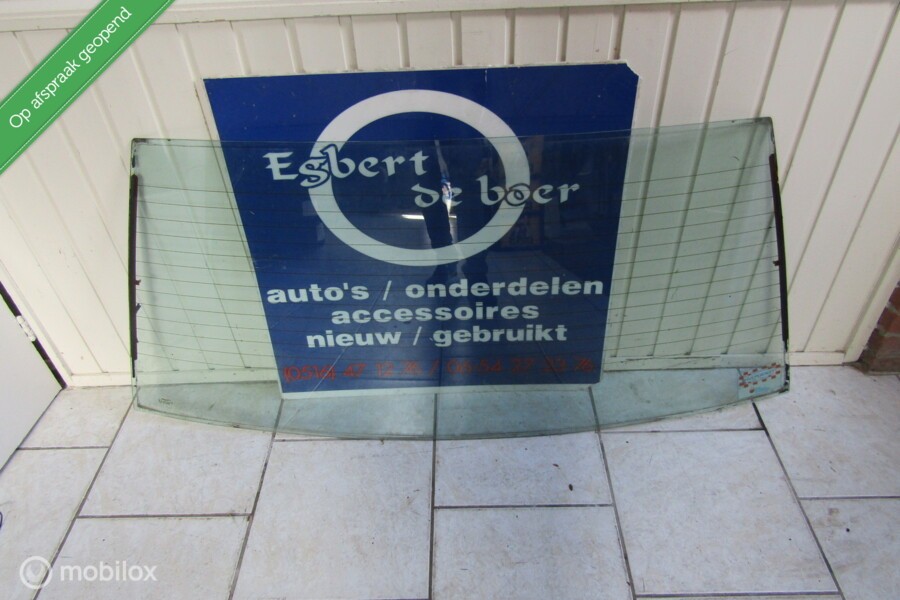 Op afspraak geopend
Esbert
de boer
auto's / onderdelen
accessoires
nieuw / gebruikt
mobilox